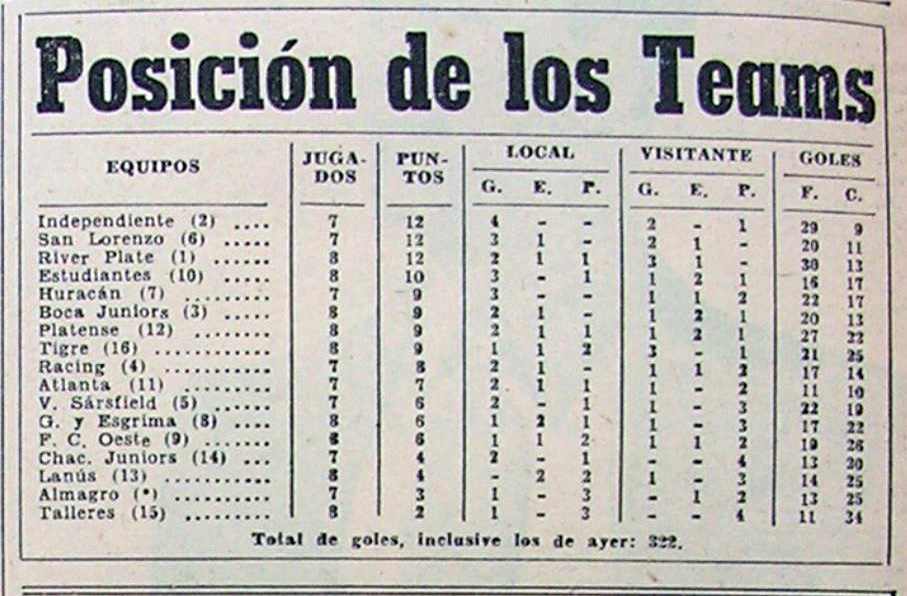 Posición de los Teams
EQUIPOS JUGA-DOS PUN-TOS LOCAL VISITANTE GOLES
G. E. P. G. E. P. F. C.
Independiente (2) .... 7 12 4 - - 2 - 1 29 9
San Lorenzo (6) ..... 7 12 3 1 - 2 1 - 20 11
River Plate (1) ...... 8 12 2 1 1 3 1 - 30 13
Estudiantes (10) ...... 8 10 3 - 1 1 2 1 16 17
Huracán (7) ......... 7 9 3 - - 1 1 2 22 17
Boca Juniors (3) ..... 8 9 2 1 - 1 2 1 20 13
Platense (12) ........ 8 9 2 1 1 1 2 1 27 22
Tigre (16) ............ 8 9 1 1 2 3 - 1 21 25
Racing (4) ........... 7 8 2 1 - 1 1 2 17 14
Atlanta (11) ......... 7 7 2 1 1 1 - 2 11 10
V. Sársfield (5) ...... 7 6 2 - 1 1 - 3 22 19
G. y Esgrima (8) .... 8 6 1 2 1 1 - 3 17 22
F. C. Oeste (9) ....... 8 6 1 1 2 1 1 2 19 26
Chac. Juniors (14) ... 7 4 2 - 1 - - 4 13 20
Lanús (13) ........... 8 4 - 2 2 1 - 3 14 25
Almagro (*) .......... 7 3 1 - 3 - 1 2 13 25
Talleres (15) ......... 8 2 1 - 3 - - 4 11 34
Total de goles, inclusive los de ayer: 322.